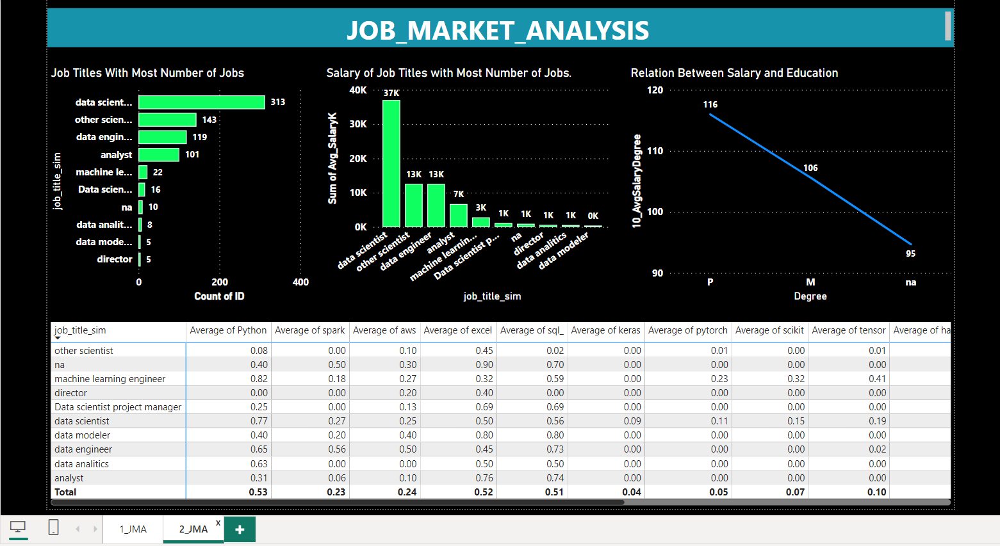 JOB_MARKET_ANALYSIS
Job Titles With Most Number of Jobs
job_title_sim
data scient... 313
other scien... 143
data engin... 119
analyst 101
machine le... 22
Data scien... 16
na 10
data analit... 8
data mode... 5
director 5
0 200 400
Count of ID
Salary of Job Titles with Most Number of Jobs.
Sum of Avg_SalaryK
40K
30K
20K
10K
0K
37K 13K 13K 7K 3K 1K 1K 1K 1K 0K
data scientist
other scientist
data engineer
analyst
machine learnin...
Data scientist p...
na
director
data analitics
data modeler
job_title_sim
Relation Between Salary and Education
10_AvgSalaryDegree
120
110
100
90
116
106
95
P M na
Degree
job_title_sim Average of Python Average of spark Average of aws Average of excel Average of sql_ Average of keras Average of pytorch Average of scikit Average of tensor Average of ha
other scientist 0.08 0.00 0.10 0.45 0.02 0.00 0.01 0.00 0.01
na 0.40 0.50 0.30 0.90 0.70 0.00 0.00 0.00 0.00
machine learning engineer 0.82 0.18 0.27 0.32 0.59 0.00 0.23 0.32 0.41
director 0.00 0.00 0.20 0.40 0.00 0.00 0.00 0.00 0.00
Data scientist project manager 0.25 0.00 0.13 0.69 0.69 0.00 0.00 0.00 0.00
data scientist 0.77 0.27 0.25 0.50 0.56 0.09 0.11 0.15 0.19
data modeler 0.40 0.20 0.40 0.80 0.80 0.00 0.00 0.00 0.00
data engineer 0.65 0.56 0.50 0.45 0.73 0.00 0.00 0.00 0.02
data analitics 0.63 0.00 0.00 0.50 0.50 0.00 0.00 0.00 0.00
analyst 0.31 0.06 0.10 0.76 0.74 0.00 0.00 0.00 0.00
Total 0.53 0.23 0.24 0.52 0.51 0.04 0.05 0.07 0.10
1_JMA 2_JMA x +